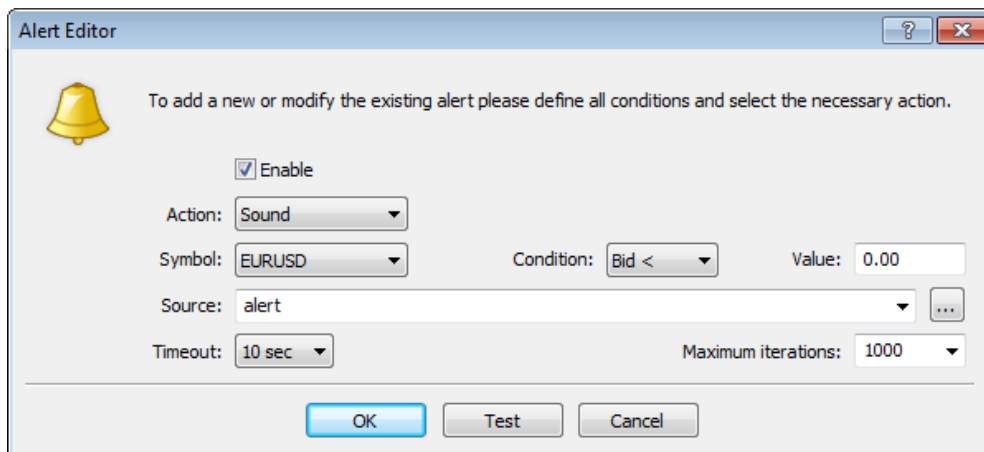 Alert Editor
To add a new or modify the existing alert please define all conditions and select the necessary action.
Enable
Action: Sound
Symbol: EURUSD Condition: Bid < Value: 0.00
Source: alert ...
Timeout: 10 sec Maximum iterations: 1000
OK Test Cancel